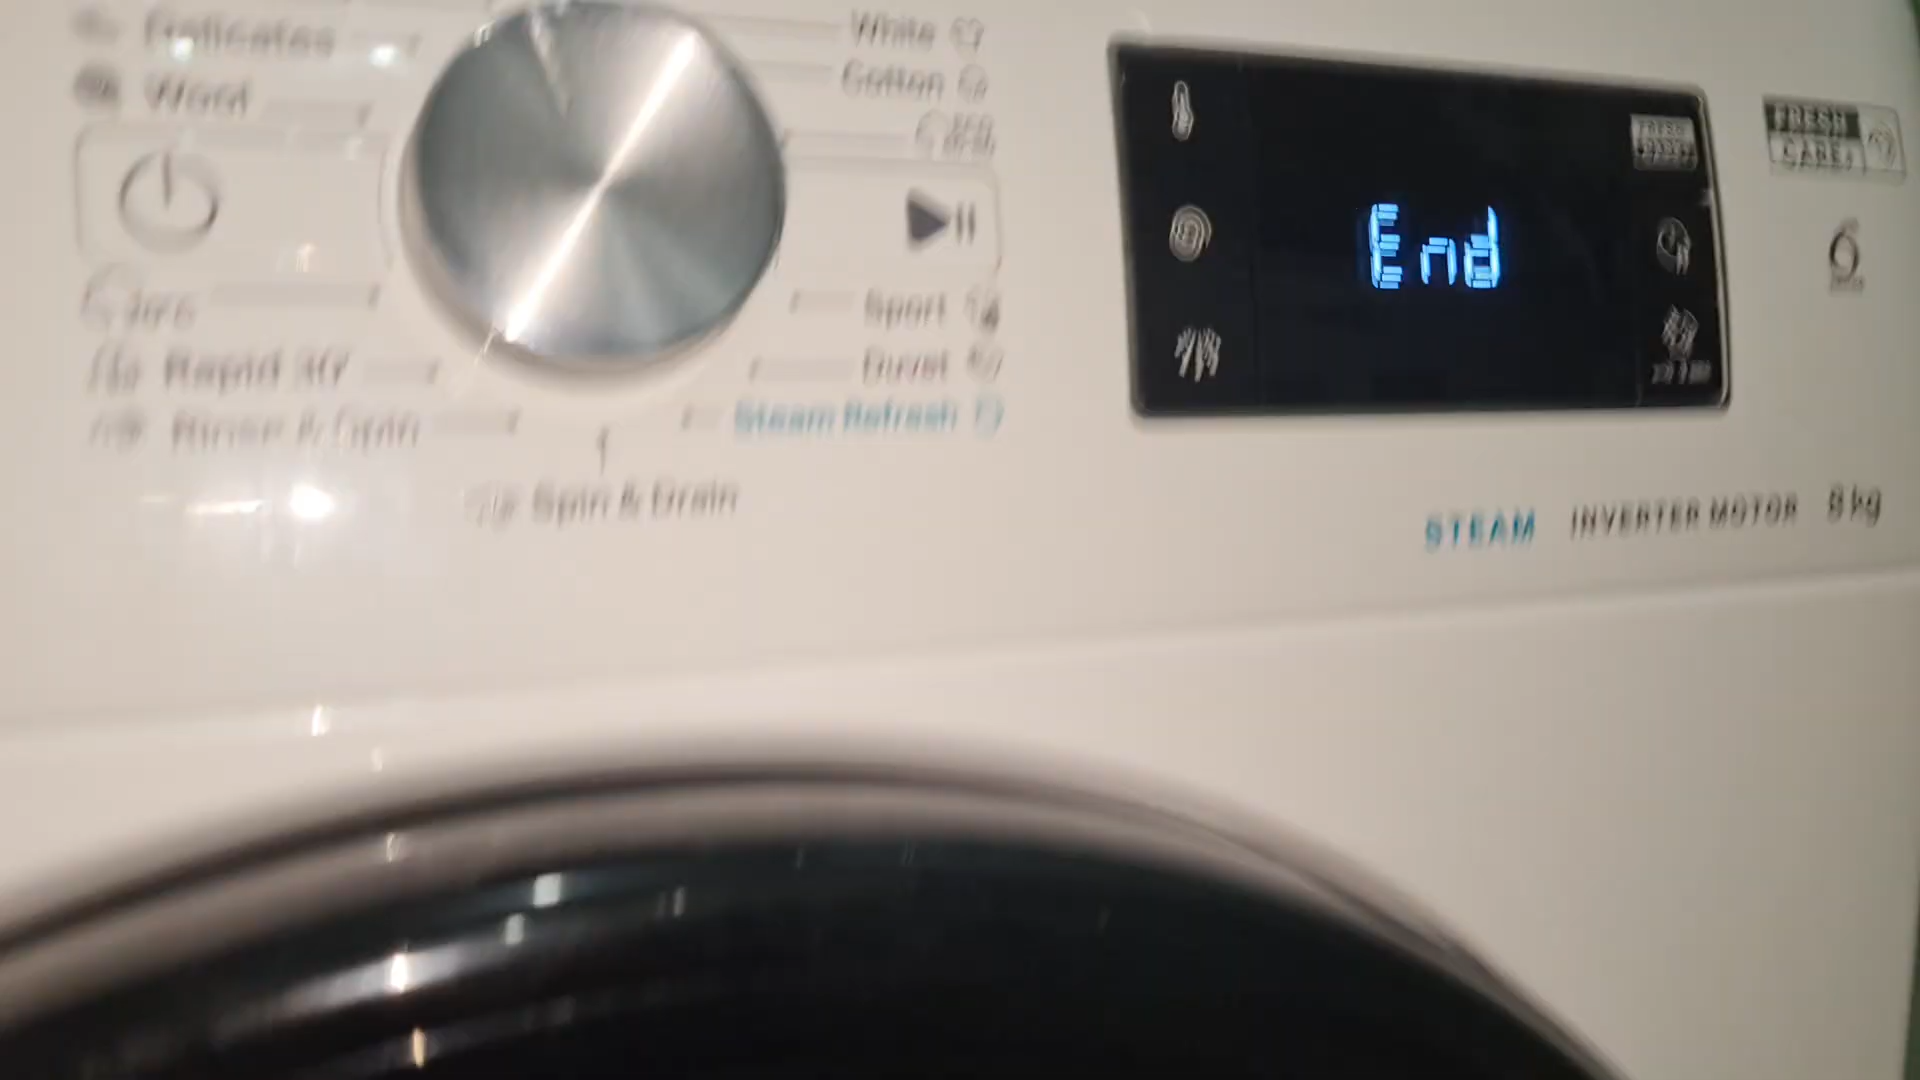 Delicates
White
Wool
Cotton
FRESH
CARE+
End
20°C
Sport
Rapid 30'
Duvet
Rinse & Spin
Steam Refresh
Spin & Drain
STEAM INVERTER MOTOR 8 kg